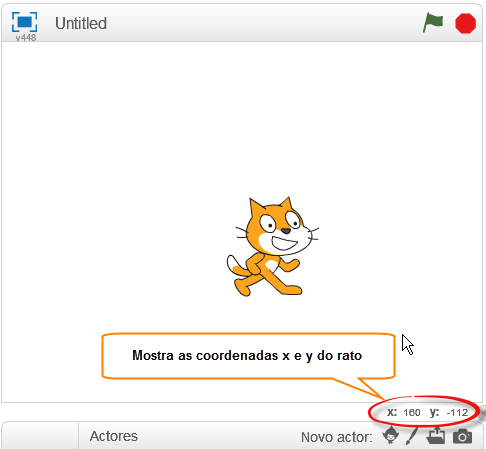 Untitled
v448
Mostra as coordenadas x e y do rato
x: 160 y: -112
Actores
Novo actor: